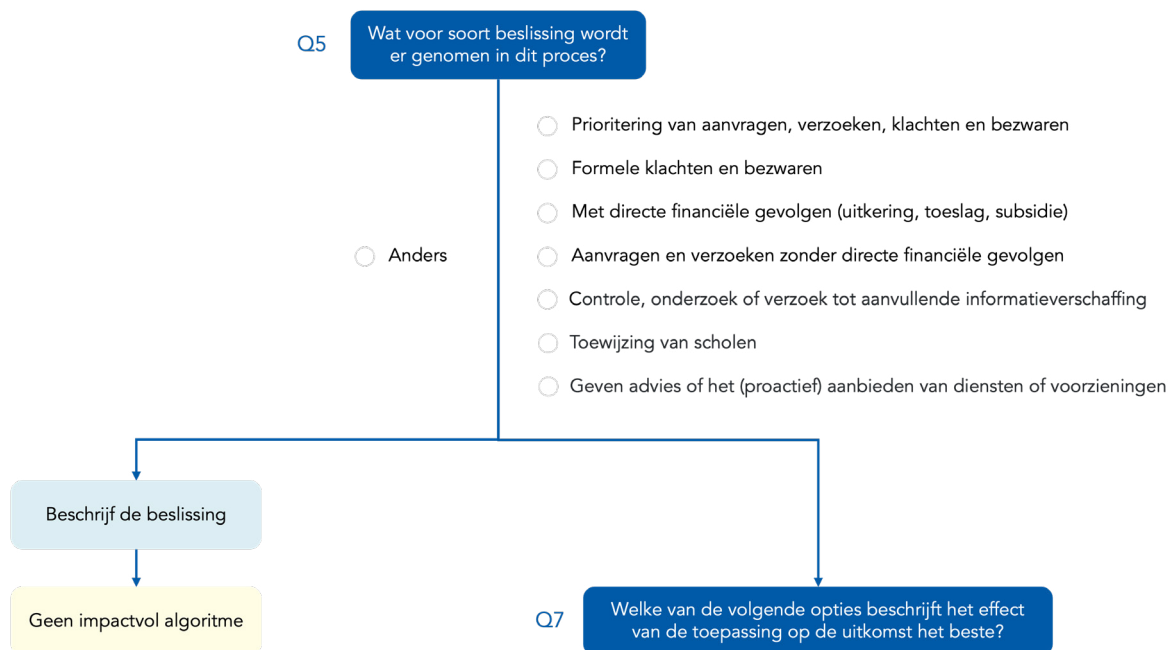 Q5
Wat voor soort beslissing wordt
er genomen in dit proces?
Prioritering van aanvragen, verzoeken, klachten en bezwaren
Formele klachten en bezwaren
Met directe financiële gevolgen (uitkering, toeslag, subsidie)
Anders
Aanvragen en verzoeken zonder directe financiële gevolgen
Controle, onderzoek of verzoek tot aanvullende informatieverschaffing
Toewijzing van scholen
Geven advies of het (proactief) aanbieden van diensten of voorzieningen
Beschrijf de beslissing
Geen impactvol algoritme
Q7
Welke van de volgende opties beschrijft het effect
van de toepassing op de uitkomst het beste?